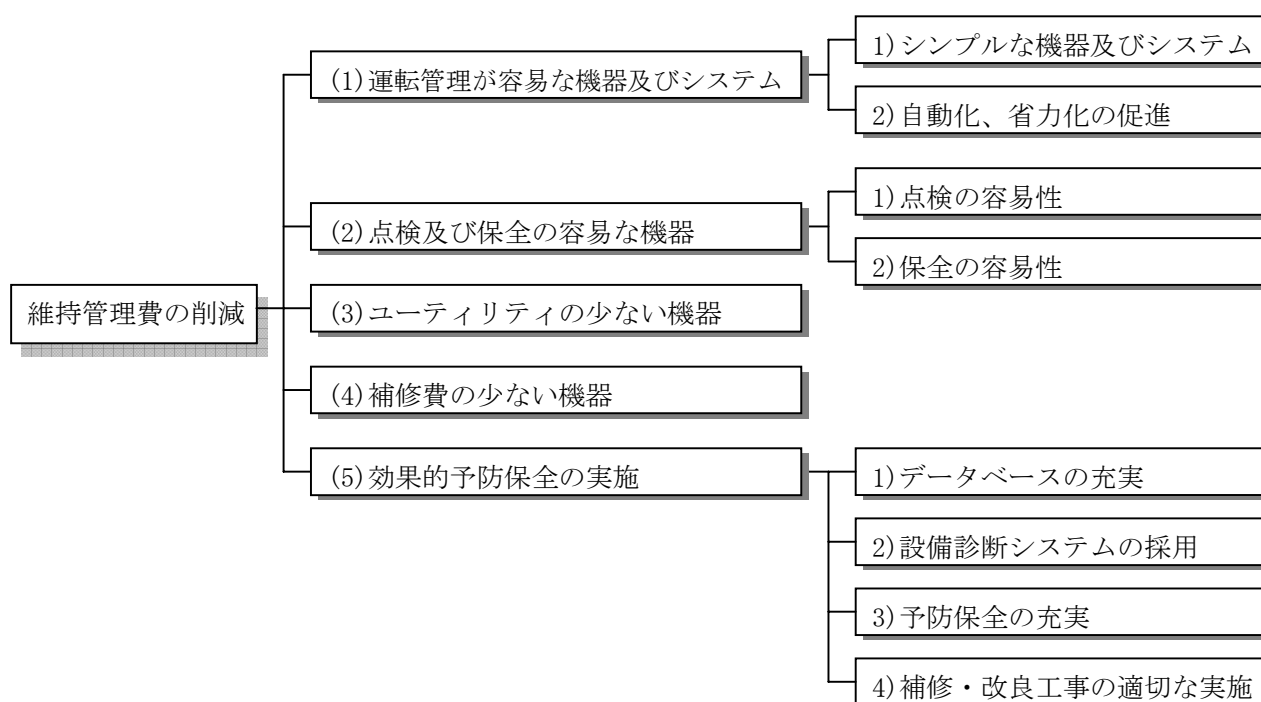 維持管理費の削減
(1)運転管理が容易な機器及びシステム
1)シンプルな機器及びシステム
2)自動化、省力化の促進
(2)点検及び保全の容易な機器
1)点検の容易性
2)保全の容易性
(3)ユーティリティの少ない機器
(4)補修費の少ない機器
(5)効果的予防保全の実施
1)データベースの充実
2)設備診断システムの採用
3)予防保全の充実
4)補修・改良工事の適切な実施